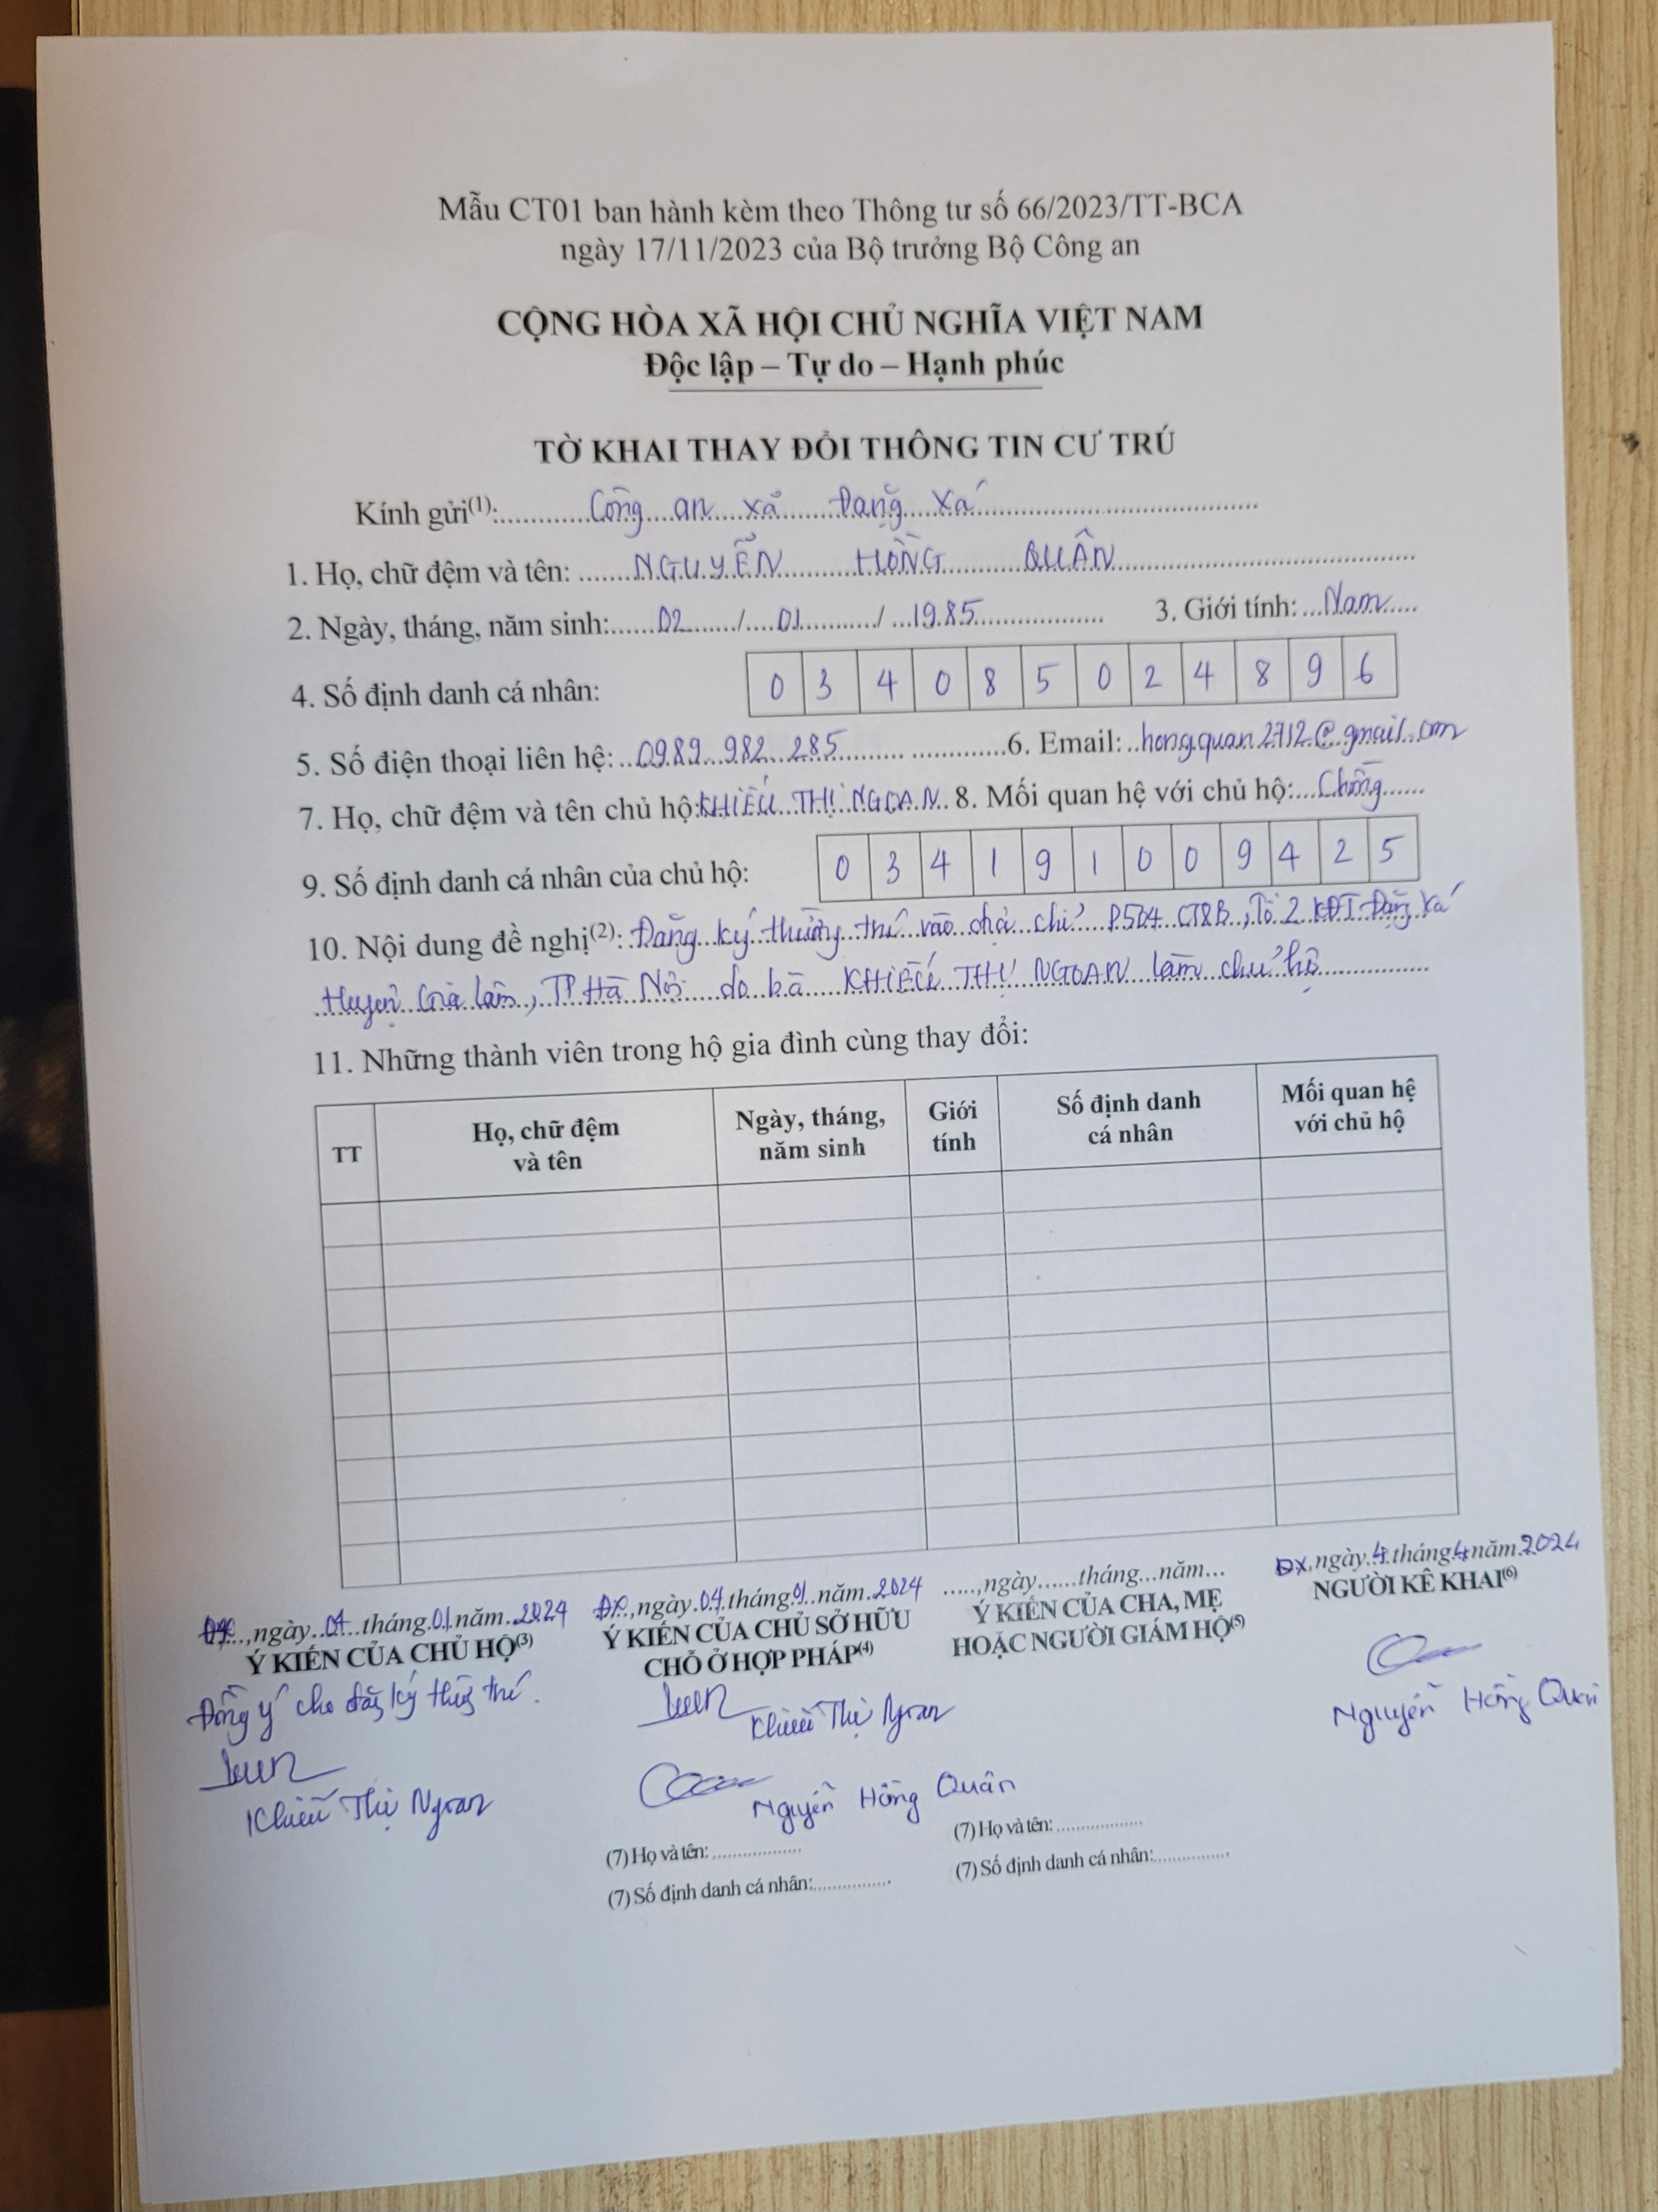 Mẫu CT01 ban hành kèm theo Thông tư số 66/2023/TT-BCA
ngày 17/11/2023 của Bộ trưởng Bộ Công an
CỘNG HÒA XÃ HỘI CHỦ NGHĨA VIỆT NAM
Độc lập – Tự do – Hạnh phúc
TỜ KHAI THAY ĐỔI THÔNG TIN CƯ TRÚ
Kính gửi(1):............Công an xã Đặng Xá............
1. Họ, chữ đệm và tên: ......NGUYỄN HỒNG QUÂN......
2. Ngày, tháng, năm sinh:......02....../....01....../...1985...... 3. Giới tính:...Nam.....
4. Số định danh cá nhân: 0 3 4 0 8 5 0 2 4 8 9 6
5. Số điện thoại liên hệ:..0989 982 285...... ............6. Email:..hongquan2712@gmail.com
7. Họ, chữ đệm và tên chủ hộ:KHIẾU THỊ NGOAN.. 8. Mối quan hệ với chủ hộ:...Chồng......
9. Số định danh cá nhân của chủ hộ: 0 3 4 1 9 1 0 0 9 4 2 5
10. Nội dung đề nghị(2):..Đăng ký thường trú vào địa chỉ P504 CT8B, Tổ 2 KĐT Đặng Xá
Huyện Gia Lâm, TP Hà Nội do bà KHIẾU THỊ NGOAN làm chủ hộ............
11. Những thành viên trong hộ gia đình cùng thay đổi:
TT Họ, chữ đệm và tên Ngày, tháng, năm sinh Giới tính Số định danh cá nhân Mối quan hệ với chủ hộ
...,ngày..04...tháng.01.năm..2024 ĐX..,ngày.04.tháng.01..năm.2024 .....,ngày......tháng...năm... ĐX,ngày.4.tháng.4.năm.2024
Ý KIẾN CỦA CHỦ HỘ(3) Ý KIẾN CỦA CHỦ SỞ HỮU Ý KIẾN CỦA CHA, MẸ NGƯỜI KÊ KHAI(6)
CHỖ Ở HỢP PHÁP(4) HOẶC NGƯỜI GIÁM HỘ(5)
Đồng ý cho đăng ký thường trú.
Khiếu Thị Ngoan
Nguyễn Hồng Quân
Khiếu Thị Ngoan
Nguyễn Hồng Quân
(7) Họ và tên: .................. (7) Họ và tên: ..................
(7) Số định danh cá nhân:............... (7) Số định danh cá nhân:...............